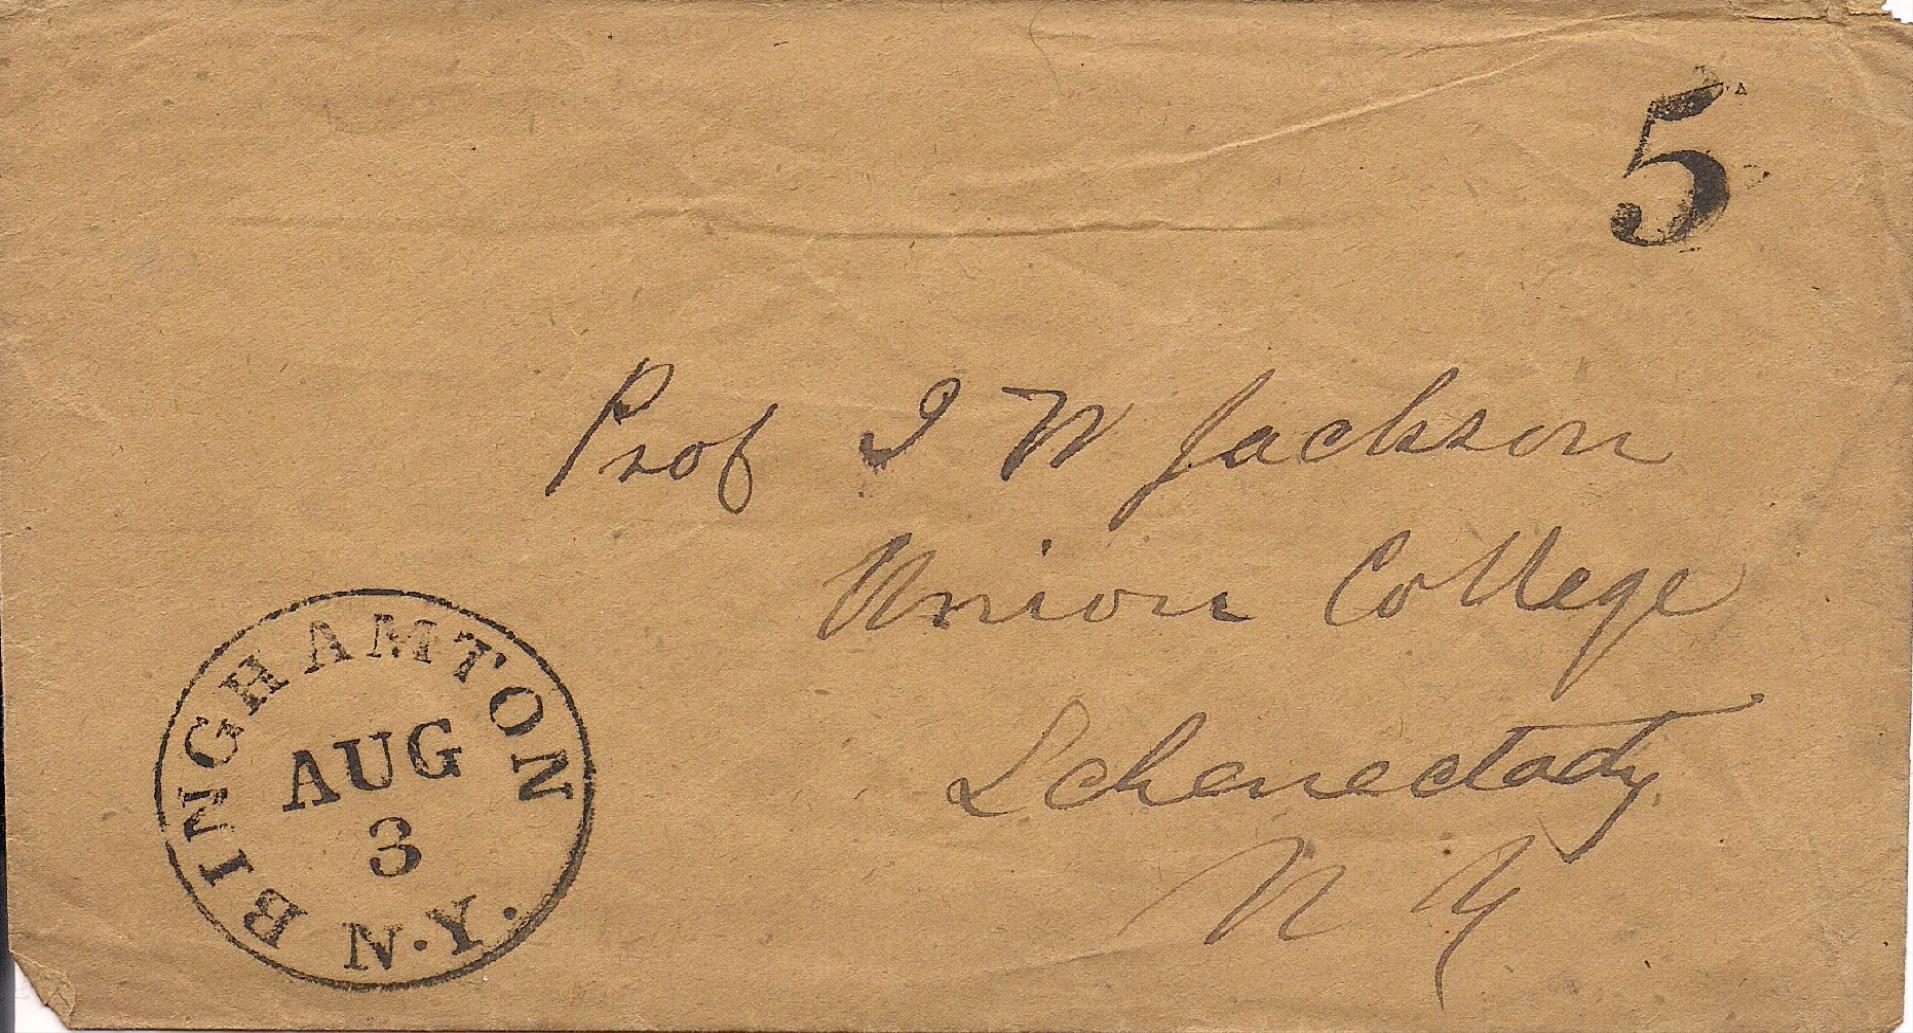 5
Prof I W Jackson
Union College
Schenectady
N Y
BINGHAMTON
AUG
3
N.Y.